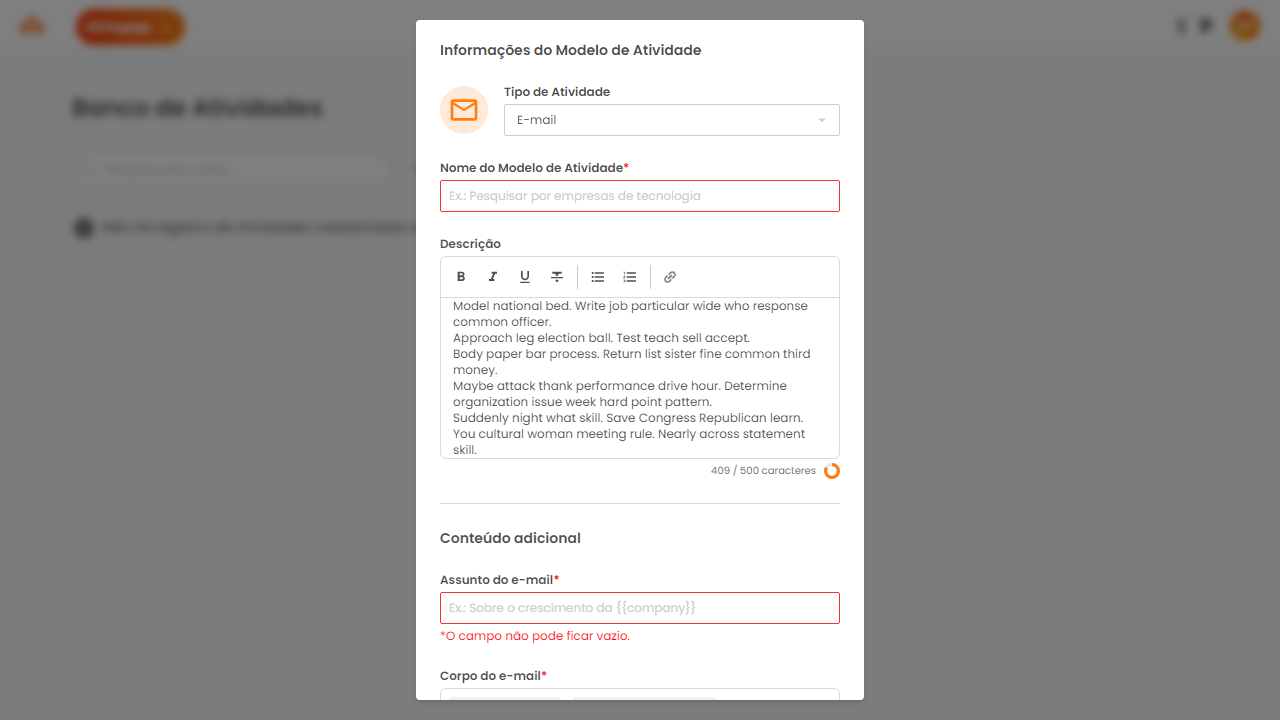 Banco de Atividades
Informações do Modelo de Atividade
Tipo de Atividade
E-mail
Nome do Modelo de Atividade*
Ex.: Pesquisar por empresas de tecnologia
Descrição
B I U
Model national bed. Write job particular wide who response
common officer.
Approach leg election ball. Test teach sell accept.
Body paper bar process. Return list sister fine common third
money.
Maybe attack thank performance drive hour. Determine
organization issue week hard point pattern.
Suddenly night what skill. Save Congress Republican learn.
You cultural woman meeting rule. Nearly across statement
skill.
409 / 500 caracteres
Conteúdo adicional
Assunto do e-mail*
Ex.: Sobre o crescimento da {{company}}
*O campo não pode ficar vazio.
Corpo do e-mail*